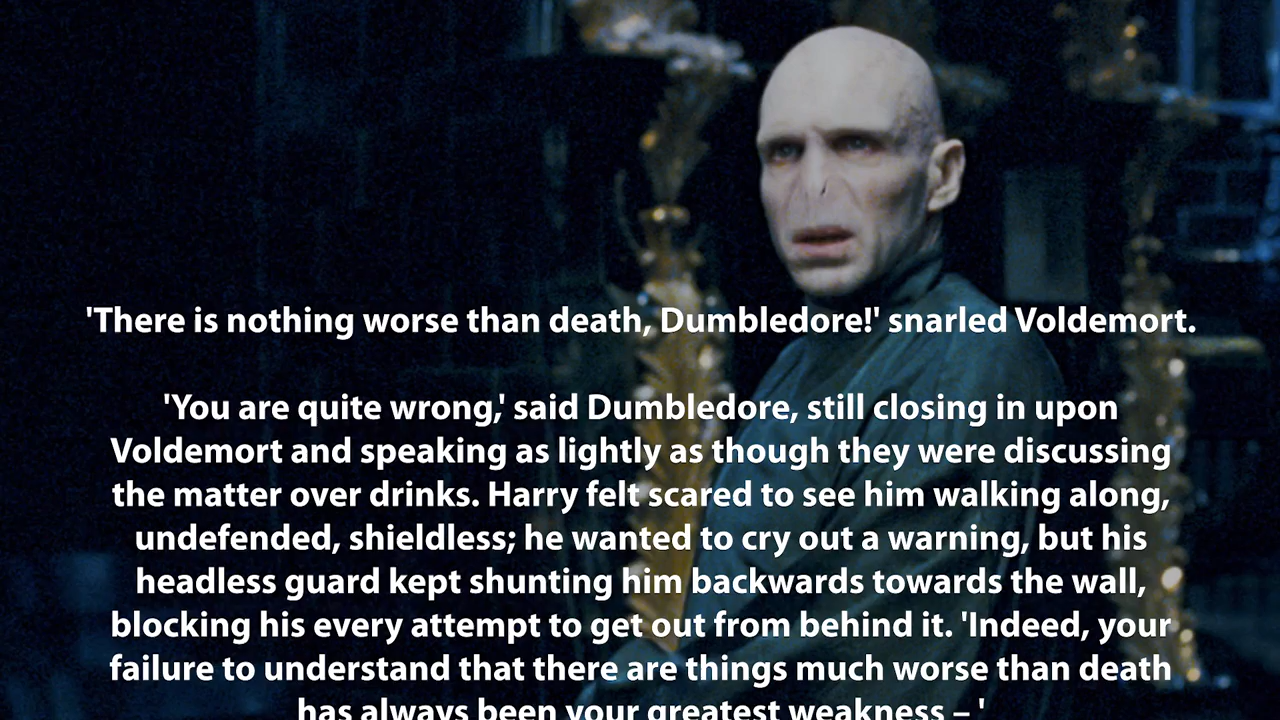 'There is nothing worse than death, Dumbledore!' snarled Voldemort.
'You are quite wrong,' said Dumbledore, still closing in upon
Voldemort and speaking as lightly as though they were discussing
the matter over drinks. Harry felt scared to see him walking along,
undefended, shieldless; he wanted to cry out a warning, but his
headless guard kept shunting him backwards towards the wall,
blocking his every attempt to get out from behind it. 'Indeed, your
failure to understand that there are things much worse than death
has always been your greatest weakness – '